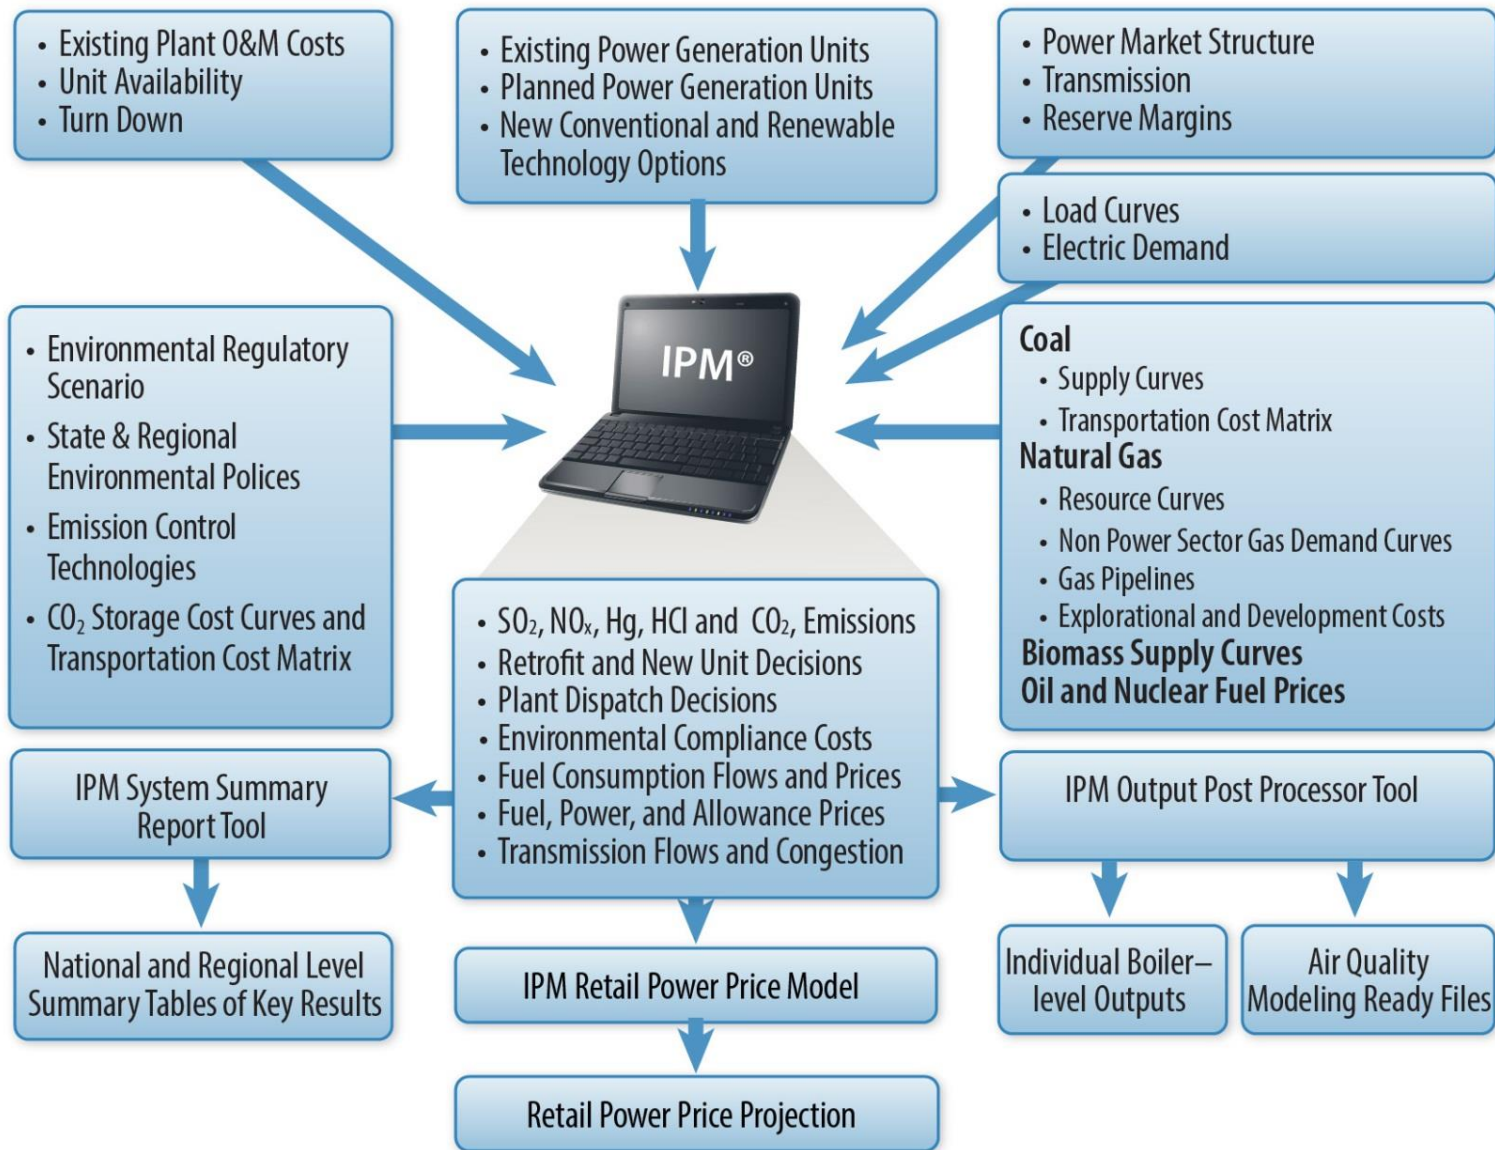 • Existing Plant O&M Costs
• Unit Availability
• Turn Down
• Existing Power Generation Units
• Planned Power Generation Units
• New Conventional and Renewable
Technology Options
• Power Market Structure
• Transmission
• Reserve Margins
• Load Curves
• Electric Demand
IPM®
• Environmental Regulatory
Scenario
• State & Regional
Environmental Polices
• Emission Control
Technologies
• CO₂ Storage Cost Curves and
Transportation Cost Matrix
Coal
• Supply Curves
• Transportation Cost Matrix
Natural Gas
• Resource Curves
• Non Power Sector Gas Demand Curves
• Gas Pipelines
• Explorational and Development Costs
Biomass Supply Curves
Oil and Nuclear Fuel Prices
• SO₂, NOₓ, Hg, HCl and CO₂, Emissions
• Retrofit and New Unit Decisions
• Plant Dispatch Decisions
• Environmental Compliance Costs
• Fuel Consumption Flows and Prices
• Fuel, Power, and Allowance Prices
• Transmission Flows and Congestion
IPM System Summary
Report Tool
IPM Output Post Processor Tool
National and Regional Level
Summary Tables of Key Results
IPM Retail Power Price Model
Individual Boiler–
level Outputs
Air Quality
Modeling Ready Files
Retail Power Price Projection